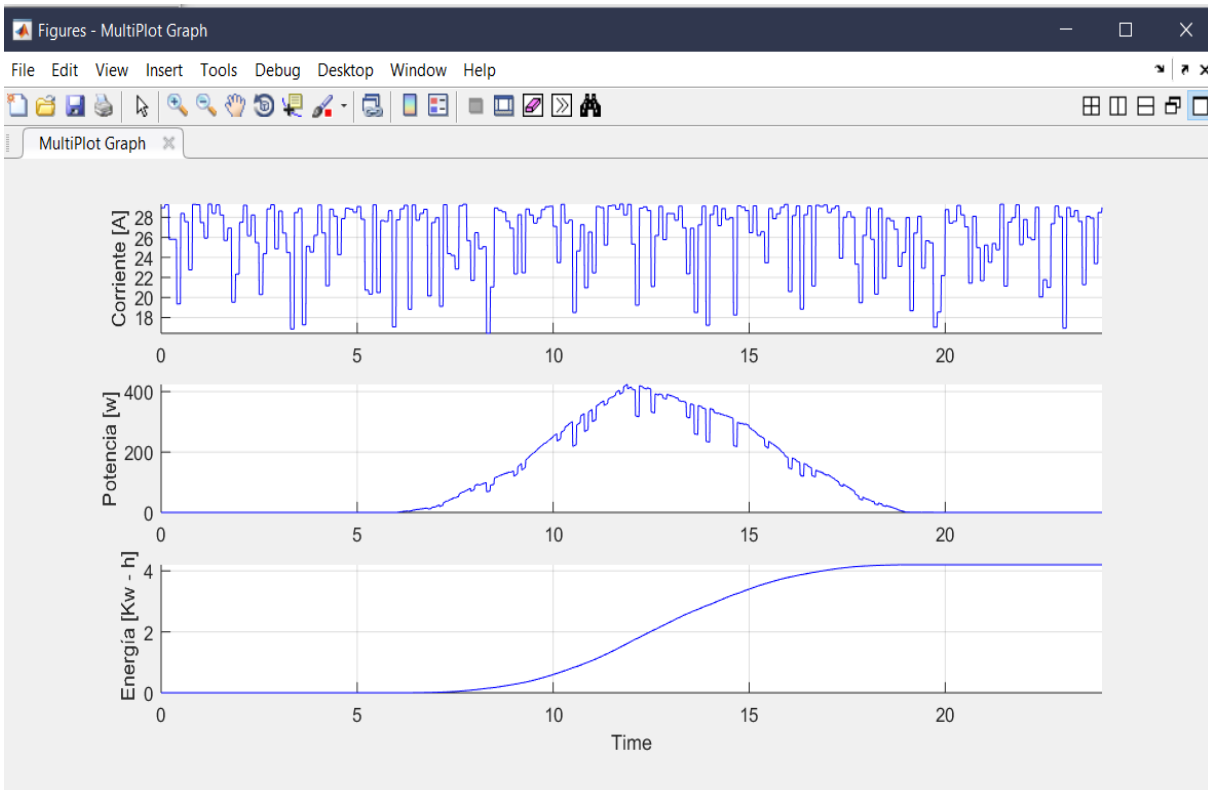 Figures - MultiPlot Graph
File Edit View Insert Tools Debug Desktop Window Help
MultiPlot Graph
Corriente [A]
28
26
24
22
20
18
0 5 10 15 20
Potencia [w]
400
200
0
0 5 10 15 20
Energía [Kw - h]
4
2
0
0 5 10 15 20
Time